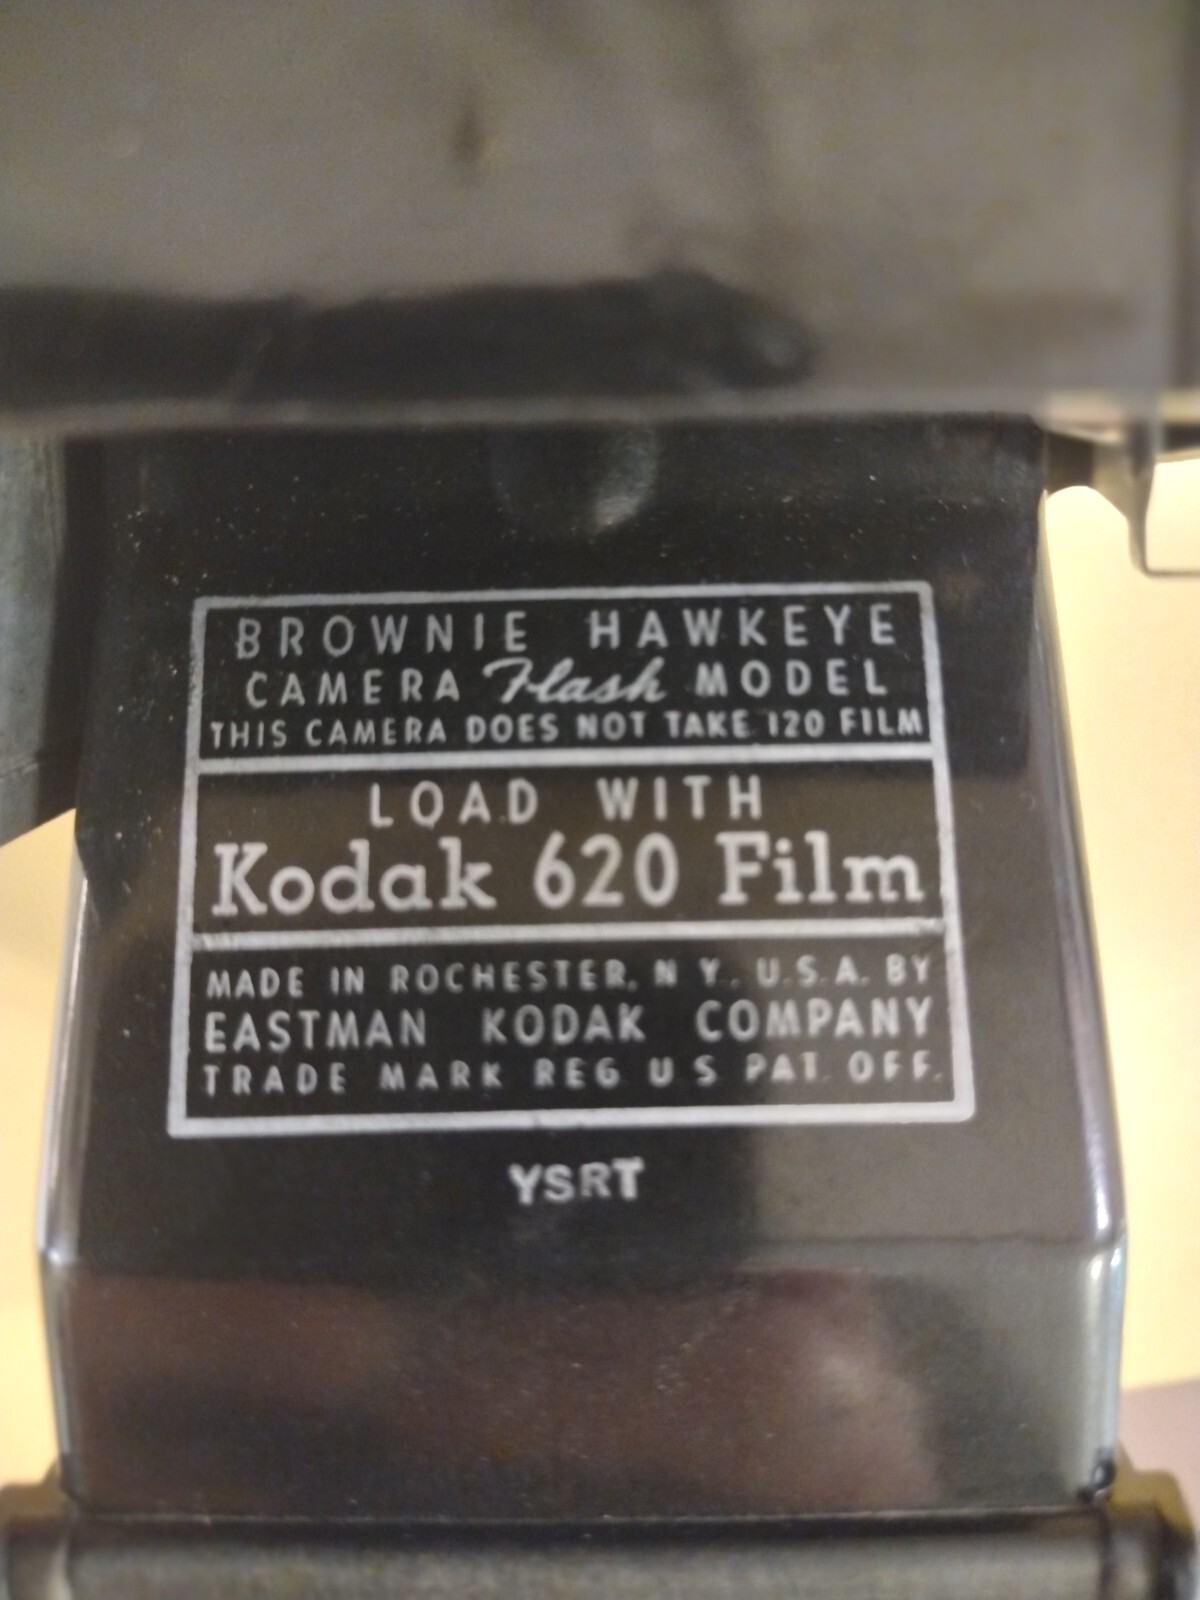 BROWNIE HAWKEYE
CAMERA Flash MODEL
THIS CAMERA DOES NOT TAKE 120 FILM
LOAD WITH
Kodak 620 Film
MADE IN ROCHESTER, N Y., U.S.A. BY
EASTMAN KODAK COMPANY
TRADE MARK REG U S PAT. OFF.
YSRT